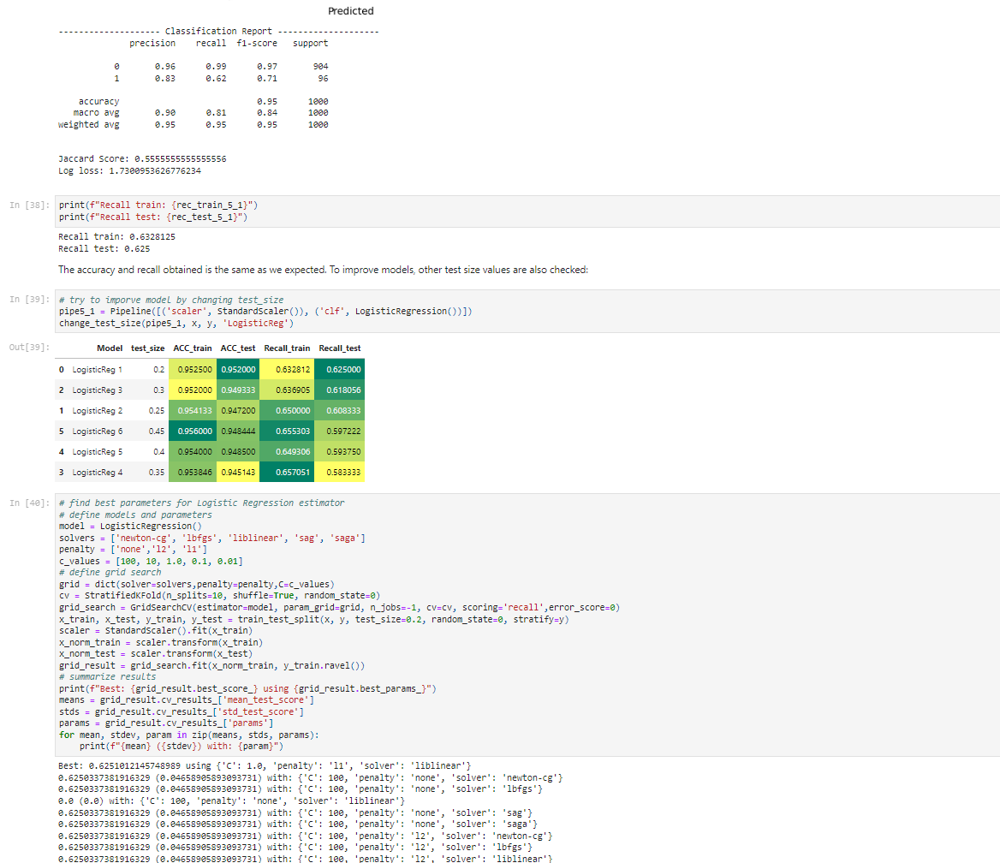 Predicted
------------------- Classification Report --------------------
precision recall f1-score support
0 0.96 0.99 0.97 904
1 0.83 0.62 0.71 96
accuracy 0.95 1000
macro avg 0.90 0.81 0.84 1000
weighted avg 0.95 0.95 0.95 1000
Jaccard Score: 0.5555555555555556
Log loss: 1.7300953626776234
In [38]: print(f"Recall train: {rec_train_5_1}")
print(f"Recall test: {rec_test_5_1}")
Recall train: 0.6328125
Recall test: 0.625
The accuracy and recall obtained is the same as we expected. To improve models, other test size values are also checked:
In [39]: # try to imporve model by changing test_size
pipe5_1 = Pipeline([('scaler', StandardScaler()), ('clf', LogisticRegression())])
change_test_size(pipe5_1, x, y, 'LogisticReg')
Out[39]: Model test_size ACC_train ACC_test Recall_train Recall_test
0 LogisticReg 1 0.2 0.952500 0.952000 0.632812 0.625000
2 LogisticReg 3 0.3 0.952000 0.949333 0.636905 0.618056
1 LogisticReg 2 0.25 0.954133 0.947200 0.650000 0.608333
5 LogisticReg 6 0.45 0.956000 0.948444 0.655303 0.597222
4 LogisticReg 5 0.4 0.954000 0.948500 0.649306 0.593750
3 LogisticReg 4 0.35 0.953846 0.945143 0.657051 0.583333
In [40]: # find best parameters for Logistic Regression estimator
# define models and parameters
model = LogisticRegression()
solvers = ['newton-cg', 'lbfgs', 'liblinear', 'sag', 'saga']
penalty = ['none','l2', 'l1']
c_values = [100, 10, 1.0, 0.1, 0.01]
# define grid search
grid = dict(solver=solvers,penalty=penalty,C=c_values)
cv = StratifiedKFold(n_splits=10, shuffle=True, random_state=0)
grid_search = GridSearchCV(estimator=model, param_grid=grid, n_jobs=-1, cv=cv, scoring='recall',error_score=0)
x_train, x_test, y_train, y_test = train_test_split(x, y, test_size=0.2, random_state=0, stratify=y)
scaler = StandardScaler().fit(x_train)
x_norm_train = scaler.transform(x_train)
x_norm_test = scaler.transform(x_test)
grid_result = grid_search.fit(x_norm_train, y_train.ravel())
# summarize results
print(f"Best: {grid_result.best_score_} using {grid_result.best_params_}")
means = grid_result.cv_results_['mean_test_score']
stds = grid_result.cv_results_['std_test_score']
params = grid_result.cv_results_['params']
for mean, stdev, param in zip(means, stds, params):
print(f"{mean} ({stdev}) with: {param}")
Best: 0.6251012145748989 using {'C': 1.0, 'penalty': 'l1', 'solver': 'liblinear'}
0.6250337381916329 (0.04658905893093731) with: {'C': 100, 'penalty': 'none', 'solver': 'newton-cg'}
0.6250337381916329 (0.04658905893093731) with: {'C': 100, 'penalty': 'none', 'solver': 'lbfgs'}
0.0 (0.0) with: {'C': 100, 'penalty': 'none', 'solver': 'liblinear'}
0.6250337381916329 (0.04658905893093731) with: {'C': 100, 'penalty': 'none', 'solver': 'sag'}
0.6250337381916329 (0.04658905893093731) with: {'C': 100, 'penalty': 'none', 'solver': 'saga'}
0.6250337381916329 (0.04658905893093731) with: {'C': 100, 'penalty': 'l2', 'solver': 'newton-cg'}
0.6250337381916329 (0.04658905893093731) with: {'C': 100, 'penalty': 'l2', 'solver': 'lbfgs'}
0.6250337381916329 (0.04658905893093731) with: {'C': 100, 'penalty': 'l2', 'solver': 'liblinear'}